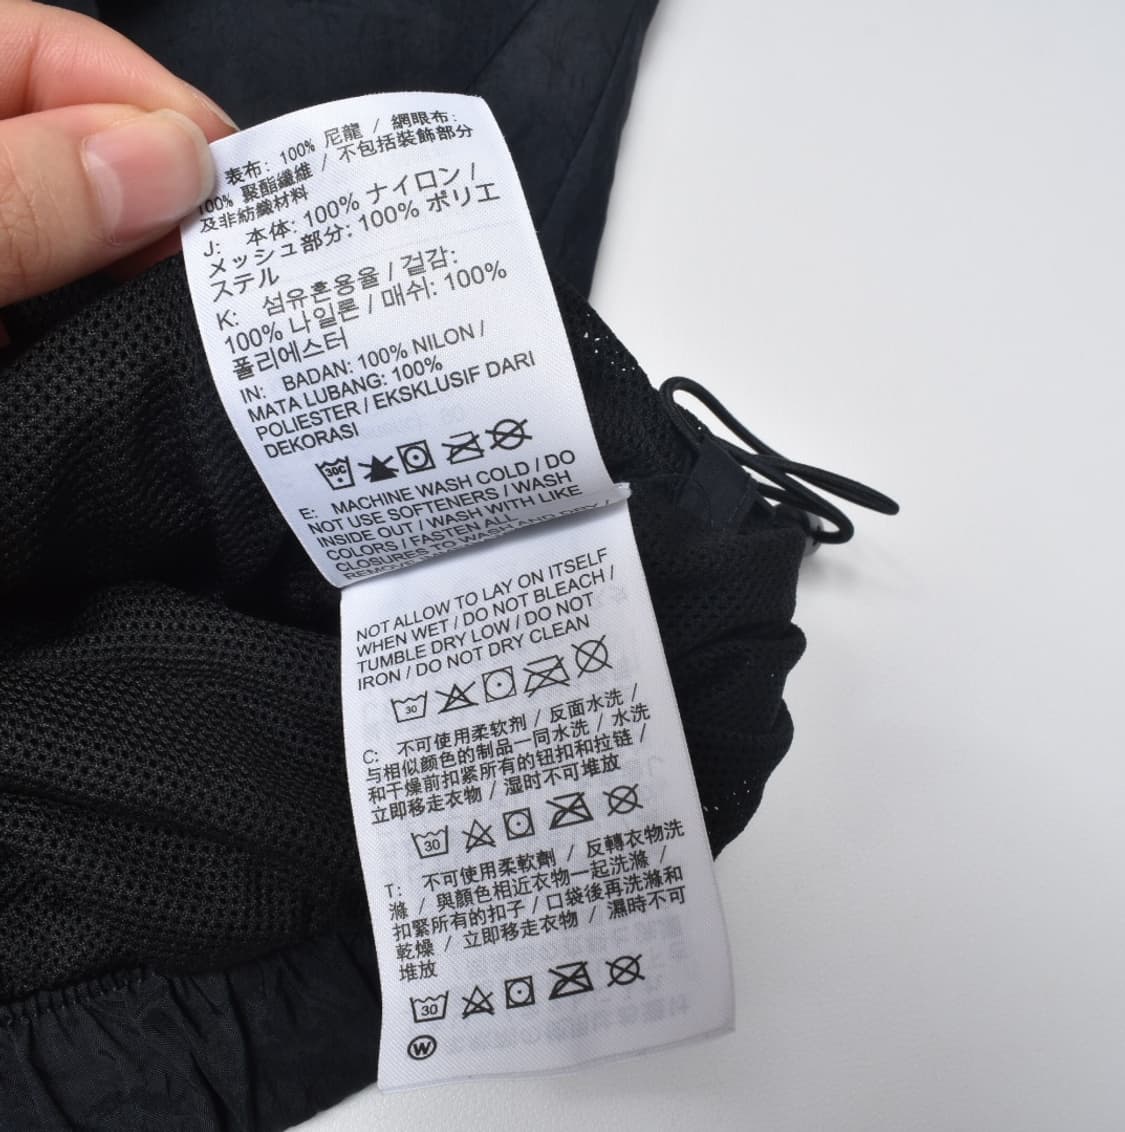 表布: 100% 尼龍 / 網眼布:
100% 聚酯纖維 / 不包括裝飾部分
及非紡織材料
J: 本体: 100% ナイロン /
メッシュ部分: 100% ポリエ
ステル
K: 섬유혼용율 / 겉감:
100% 나일론 / 매쉬: 100%
폴리에스터
IN: BADAN: 100% NILON /
MATA LUBANG: 100%
POLIESTER / EKSKLUSIF DARI
DEKORASI
30C
E: MACHINE WASH COLD / DO
NOT USE SOFTENERS / WASH
INSIDE OUT / WASH WITH LIKE
COLORS / FASTEN ALL
CLOSURES TO WASH AND DRY /
NOT ALLOW TO LAY ON ITSELF
WHEN WET / DO NOT BLEACH /
TUMBLE DRY LOW / DO NOT
IRON / DO NOT DRY CLEAN
30
C: 不可使用柔软剂 / 反面水洗 /
与相似颜色的制品一同水洗 / 水洗
和干燥前扣紧所有的钮扣和拉链 /
立即移走衣物 / 湿时不可堆放
30
T: 不可使用柔軟劑 / 反轉衣物洗
滌 / 與顏色相近衣物一起洗滌 /
扣緊所有的扣子 / 口袋後再洗滌和
乾燥 / 立即移走衣物 / 濕時不可
堆放
30
W